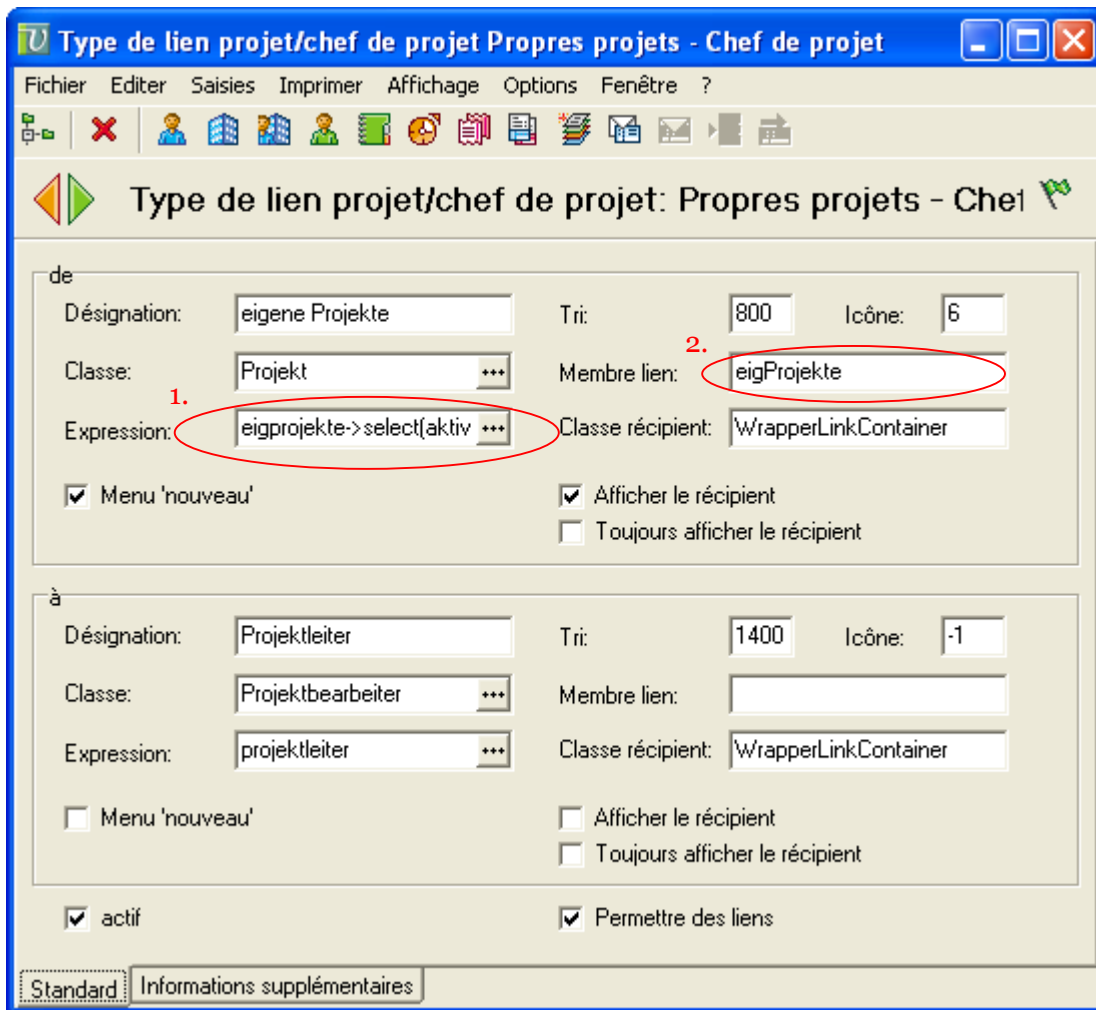 Type de lien projet/chef de projet Propres projets - Chef de projet
Fichier Editer Saisies Imprimer Affichage Options Fenêtre ?
Type de lien projet/chef de projet: Propres projets - Chef
de
Désignation: eigene Projekte Tri: 800 Icône: 6
2.
Classe: Projekt ... Membre lien: eigProjekte
1.
Expression: eigprojekte->select(aktiv ... Classe récipient: WrapperLinkContainer
Menu 'nouveau' Afficher le récipient
Toujours afficher le récipient
à
Désignation: Projektleiter Tri: 1400 Icône: -1
Classe: Projektbearbeiter ... Membre lien:
Expression: projektleiter ... Classe récipient: WrapperLinkContainer
Menu 'nouveau' Afficher le récipient
Toujours afficher le récipient
actif Permettre des liens
Standard Informations supplémentaires